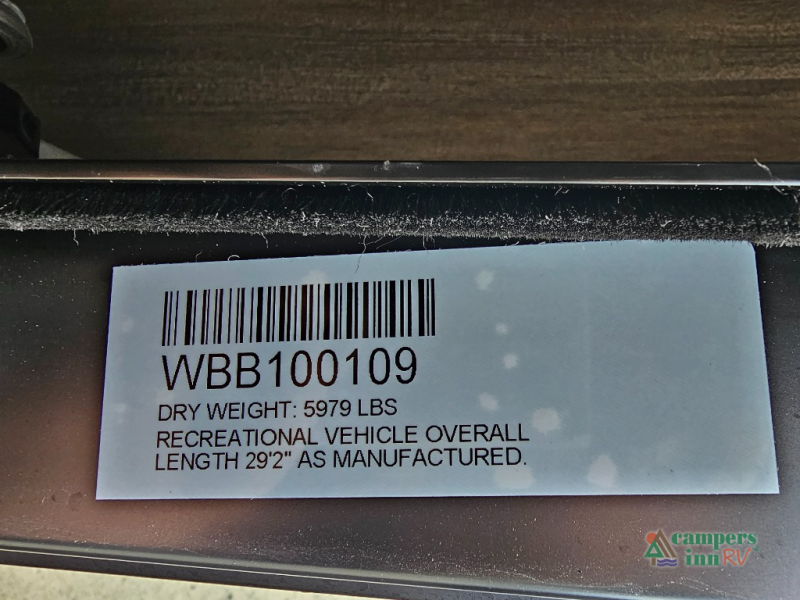 WBB100109
DRY WEIGHT: 5979 LBS
RECREATIONAL VEHICLE OVERALL
LENGTH 29'2" AS MANUFACTURED.
campers
inn RV